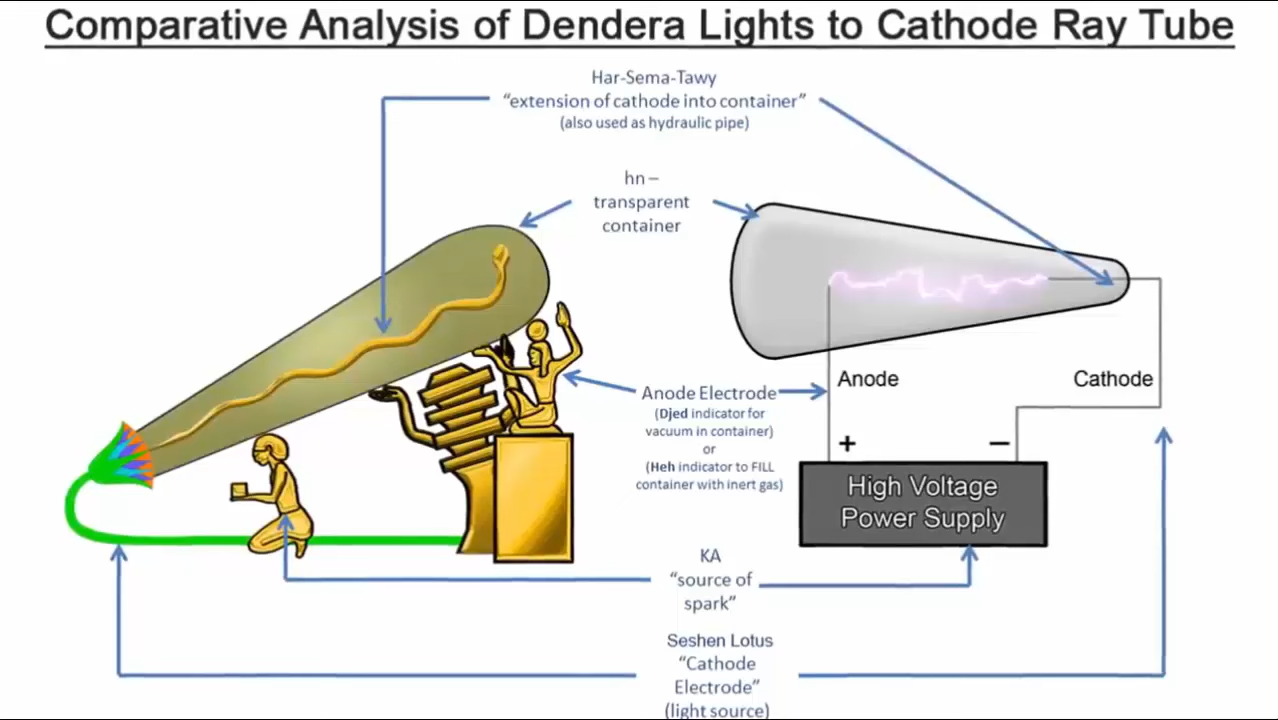 Comparative Analysis of Dendera Lights to Cathode Ray Tube
Har-Sema-Tawy
“extension of cathode into container”
(also used as hydraulic pipe)
hn –
transparent
container
Anode Electrode
(Djed indicator for
vacuum in container)
or
(Heh indicator to FILL
container with inert gas)
Anode
Cathode
+
–
High Voltage
Power Supply
KA
“source of
spark”
Seshen Lotus
“Cathode
Electrode”
(light source)